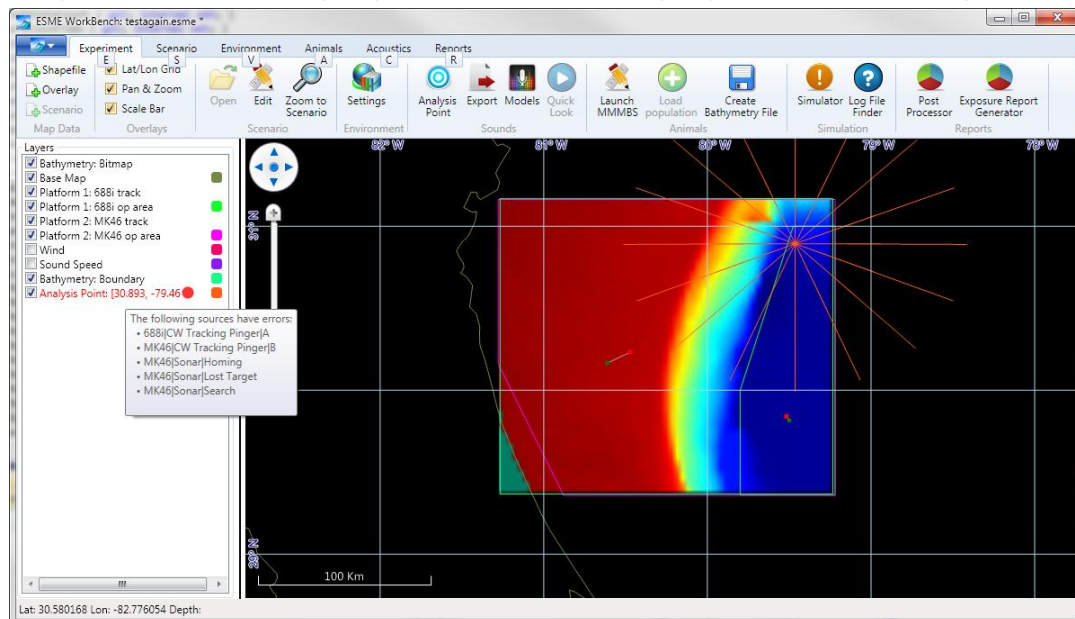 ESME WorkBench: testagain.esme *
Experiment Scenario Environment Animals Acoustics Reports
E S V A C R
Shapefile
Overlay
Scenario
Map Data
Lat/Lon Grid
Pan & Zoom
Scale Bar
Overlays
Open
Edit
Zoom to
Scenario
Scenario
Settings
Environment
Analysis
Point
Export
Models
Quick
Look
Sounds
Launch
MMMBS
Load
population
Create
Bathymetry File
Animals
Simulator
Log File
Finder
Simulation
Post
Processor
Exposure Report
Generator
Reports
Layers
Bathymetry: Bitmap
Base Map
Platform 1: 688i track
Platform 1: 688i op area
Platform 2: MK46 track
Platform 2: MK46 op area
Wind
Sound Speed
Bathymetry: Boundary
Analysis Point: [30.893, -79.46
The following sources have errors:
• 688i|CW Tracking Pinger|A
• MK46|CW Tracking Pinger|B
• MK46|Sonar|Homing
• MK46|Sonar|Lost Target
• MK46|Sonar|Search
82° W 81° W 80° W 79° W 78° W
31° N
29° N
100 Km
Lat: 30.580168 Lon: -82.776054 Depth: